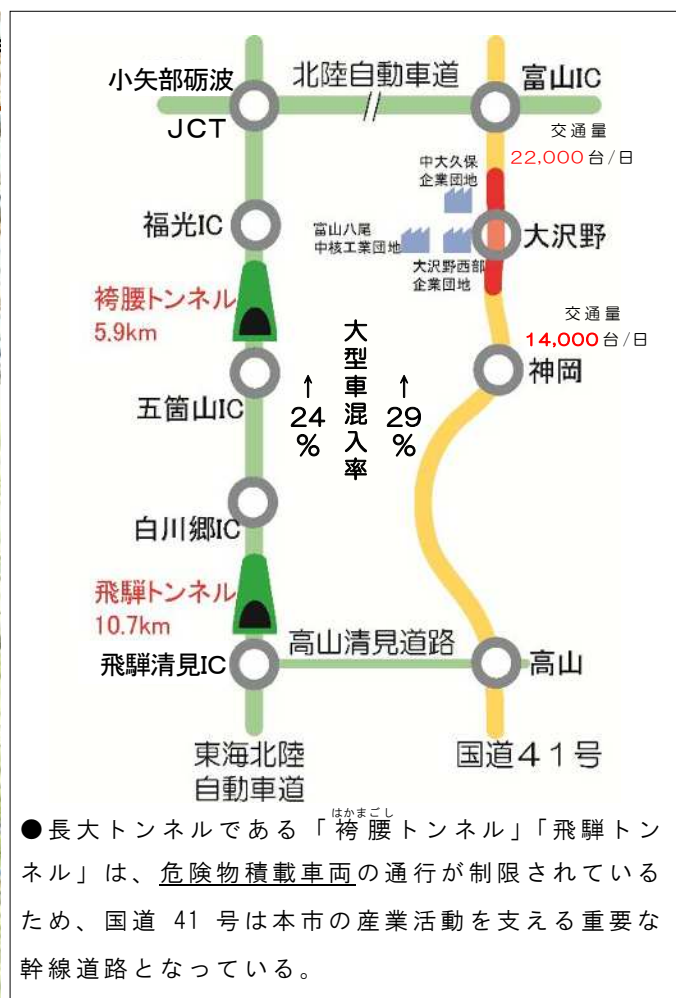 小矢部砺波
JCT
北陸自動車道
富山IC
交通量
22,000台/日
中大久保
企業団地
福光IC
富山八尾
中核工業団地
大沢野
大沢野西部
企業団地
袴腰トンネル
5.9km
交通量
14,000台/日
大型車混入率
↑
24
%
↑
29
%
神岡
五箇山IC
白川郷IC
飛騨トンネル
10.7km
高山清見道路
飛騨清見IC
高山
東海北陸
自動車道
国道41号
はかまごし
●長大トンネルである「袴腰トンネル」「飛騨トン
ネル」は、危険物積載車両の通行が制限されている
ため、国道 41 号は本市の産業活動を支える重要な
幹線道路となっている。